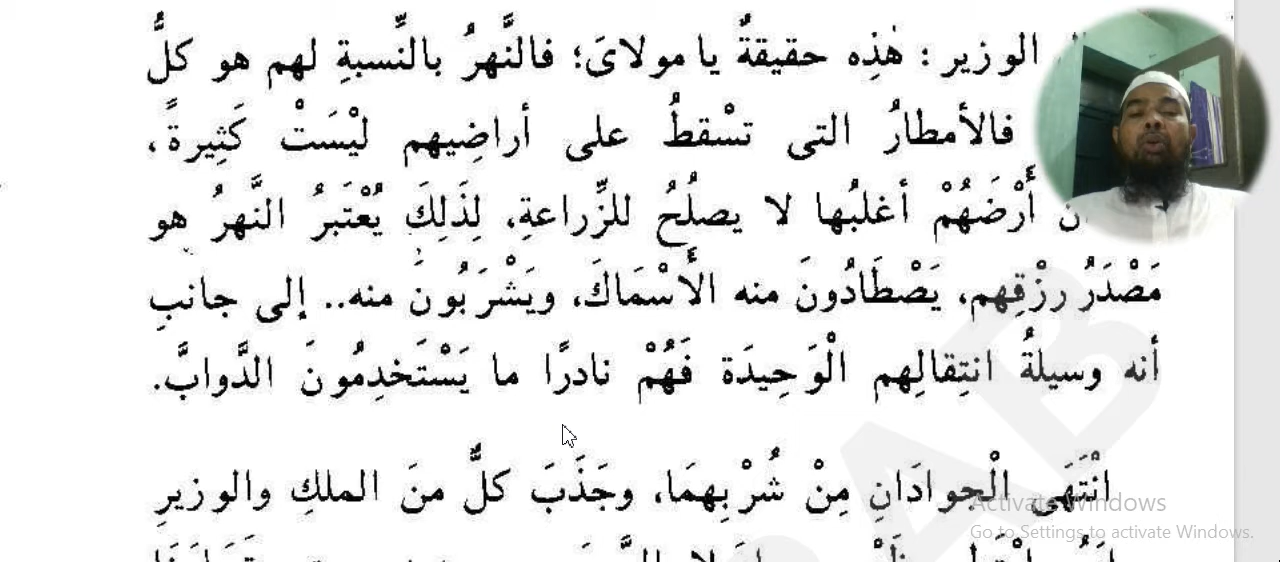 الوزير : هٰذِه حقيقةٌ يا مولاىَ؛ فالنَّهرُ بالنِّسبةِ لهم هو كلُّ
فالأمطارُ التى تسْقطُ على أراضِيهم ليْسَتْ كَثِيرةً،
أَرْضَهُمْ أغلبُها لا يصلُحُ للزِّراعةِ. لِذَلِكَ يُعْتَبرُ النَّهرُ هو
مَصْدَرُ رزْقِهم، يَصْطَادُونَ منه الأَسْمَاكَ، ويَشْرَبُونَ منه.. إلى جانبِ
أنه وسيلةُ انتِقالِهم الْوَحِيدَة فَهُمْ نادرًا ما يَسْتَخدِمُونَ الدَّوابَّ.
انْتَهَى الْجوادَانِ مِنْ شُرْبِهمَا، وجَذَبَ كلٌّ منَ الملكِ والوزيرِ
Activate Windows
Go to Settings to activate Windows.